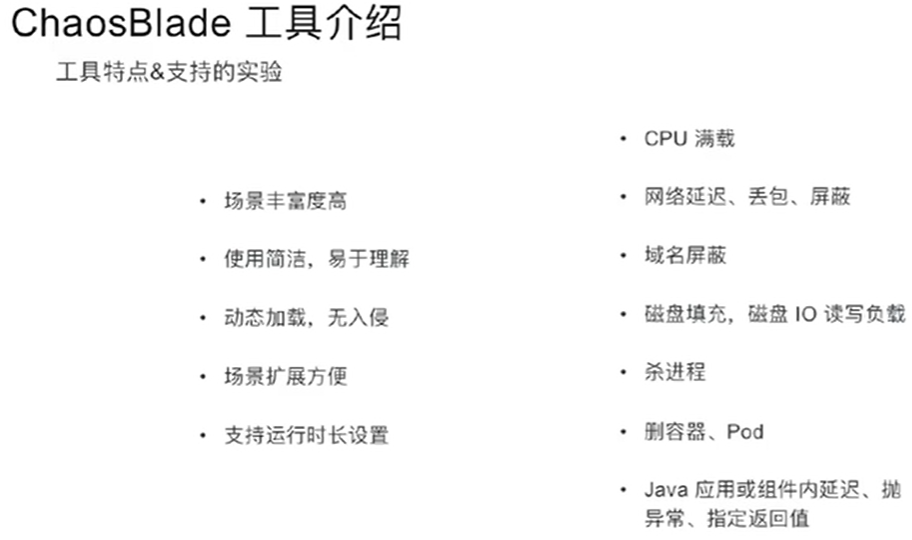 ChaosBlade 工具介绍
工具特点&支持的实验
• 场景丰富度高
• 使用简洁，易于理解
• 动态加载，无入侵
• 场景扩展方便
• 支持运行时长设置
• CPU 满载
• 网络延迟、丢包、屏蔽
• 域名屏蔽
• 磁盘填充，磁盘 IO 读写负载
• 杀进程
• 删容器、Pod
• Java 应用或组件内延迟、抛
异常、指定返回值